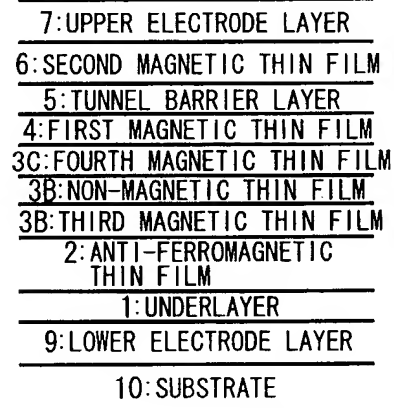 7:UPPER ELECTRODE LAYER
6:SECOND MAGNETIC THIN FILM
5:TUNNEL BARRIER LAYER
4:FIRST MAGNETIC THIN FILM
3C:FOURTH MAGNETIC THIN FILM
3B:NON-MAGNETIC THIN FILM
3B:THIRD MAGNETIC THIN FILM
2:ANTI-FERROMAGNETIC
THIN FILM
1:UNDERLAYER
9:LOWER ELECTRODE LAYER
10:SUBSTRATE